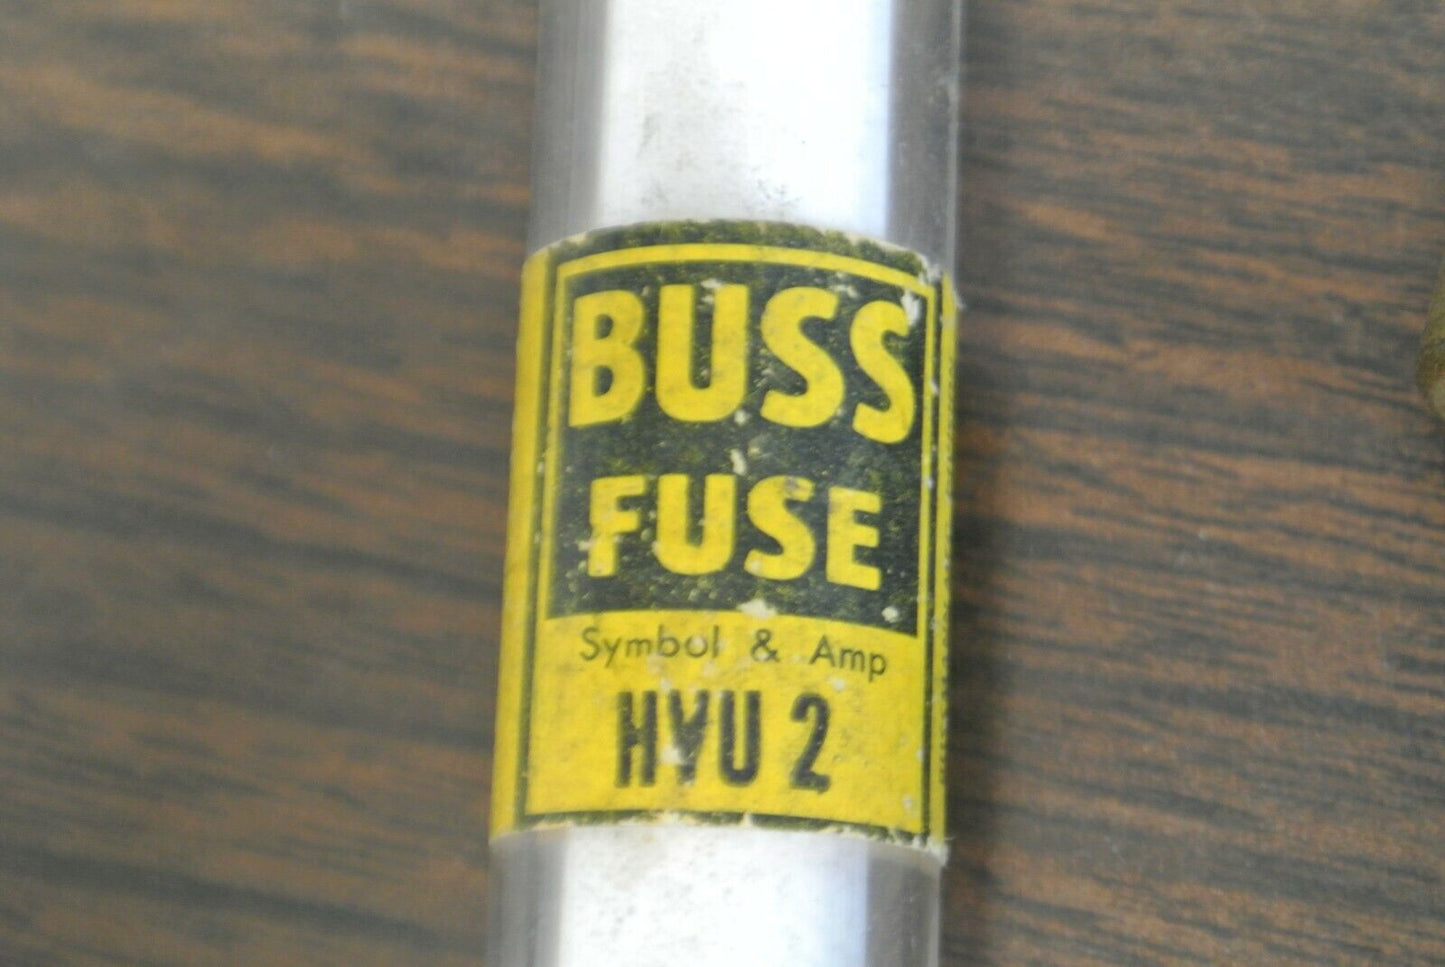 BUSS
FUSE
Symbol & Amp
HVU 2